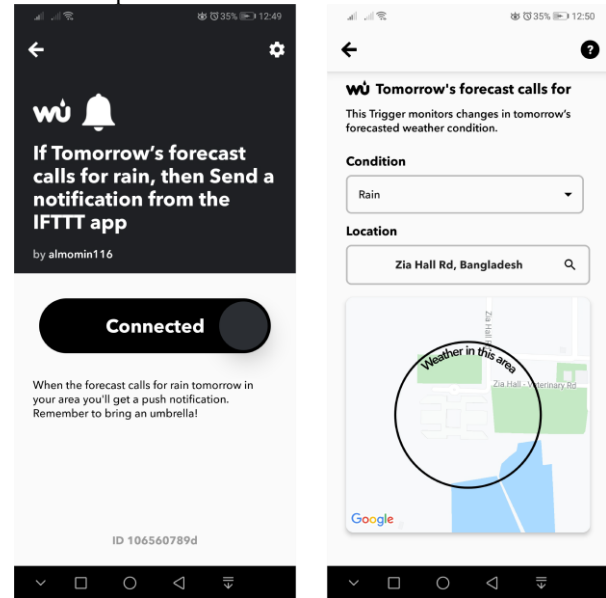 35% 12:49
wu
If Tomorrow's forecast
calls for rain, then Send a
notification from the
IFTTT app
by almomin116
Connected
When the forecast calls for rain tomorrow in
your area you'll get a push notification.
Remember to bring an umbrella!
ID 106560789d
35% 12:50
?
wu Tomorrow's forecast calls for
This Trigger monitors changes in tomorrow's
forecasted weather condition.
Condition
Rain
Location
Zia Hall Rd, Bangladesh
Weather in this area
Zia Hall - Veterinary Rd
Google